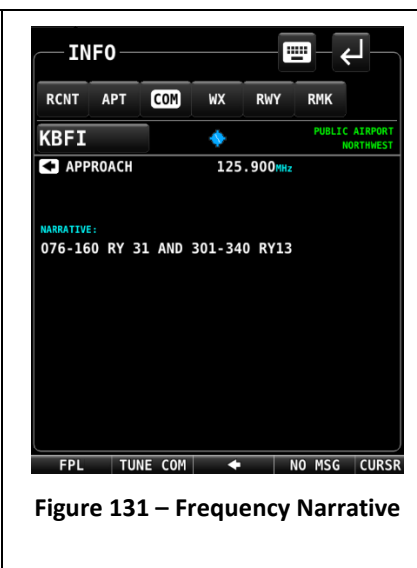 INFO
RCNT APT COM WX RWY RMK
KBFI PUBLIC AIRPORT
NORTHWEST
APPROACH 125.900MHz
NARRATIVE:
076-160 RY 31 AND 301-340 RY13
FPL TUNE COM NO MSG CURSR
Figure 131 – Frequency Narrative